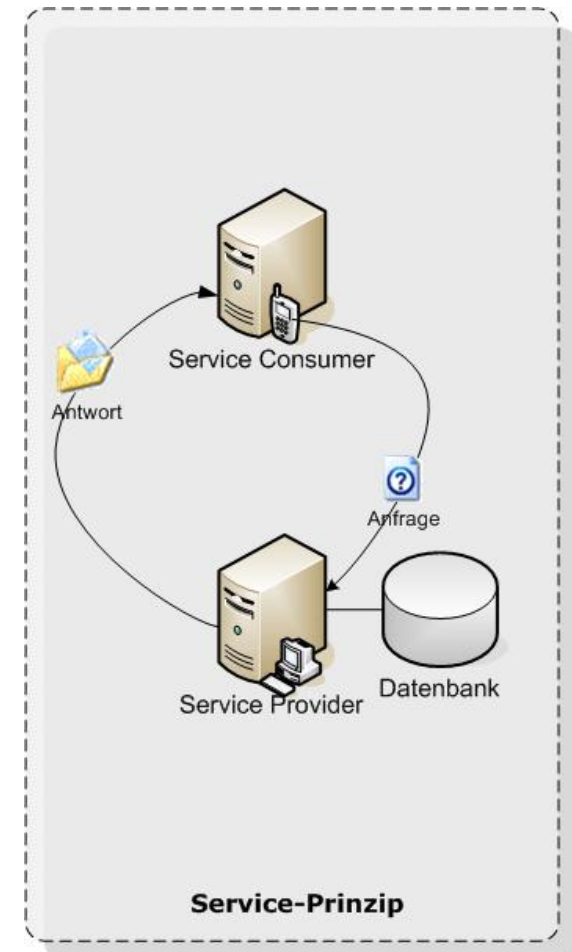 Service Consumer
Antwort
Anfrage
Service Provider
Datenbank
Service-Prinzip